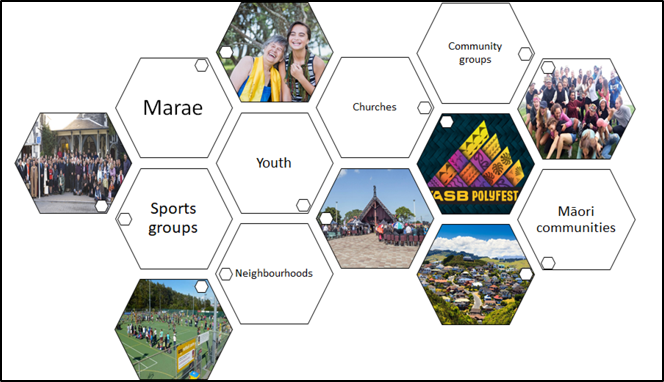 Community
groups
Marae
Churches
Youth
ASB POLYFEST
Sports
groups
Māori
communities
Neighbourhoods